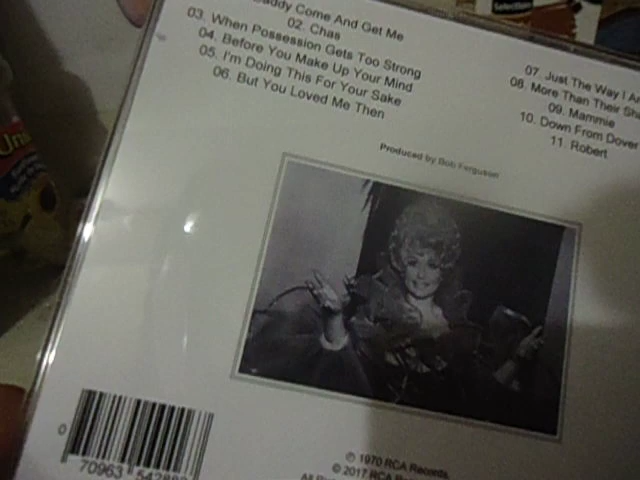 Daddy Come And Get Me
02. Chas
03. When Possession Gets Too Strong
04. Before You Make Up Your Mind
05. I'm Doing This For Your Sake
06. But You Loved Me Then
07. Just The Way I
08. More Than Their
09. Mammie
10. Down From Dover
11. Robert
Produced by Bob Ferguson
0
70963
℗ 1970 RCA Records,
© 2017 RCA
Selection